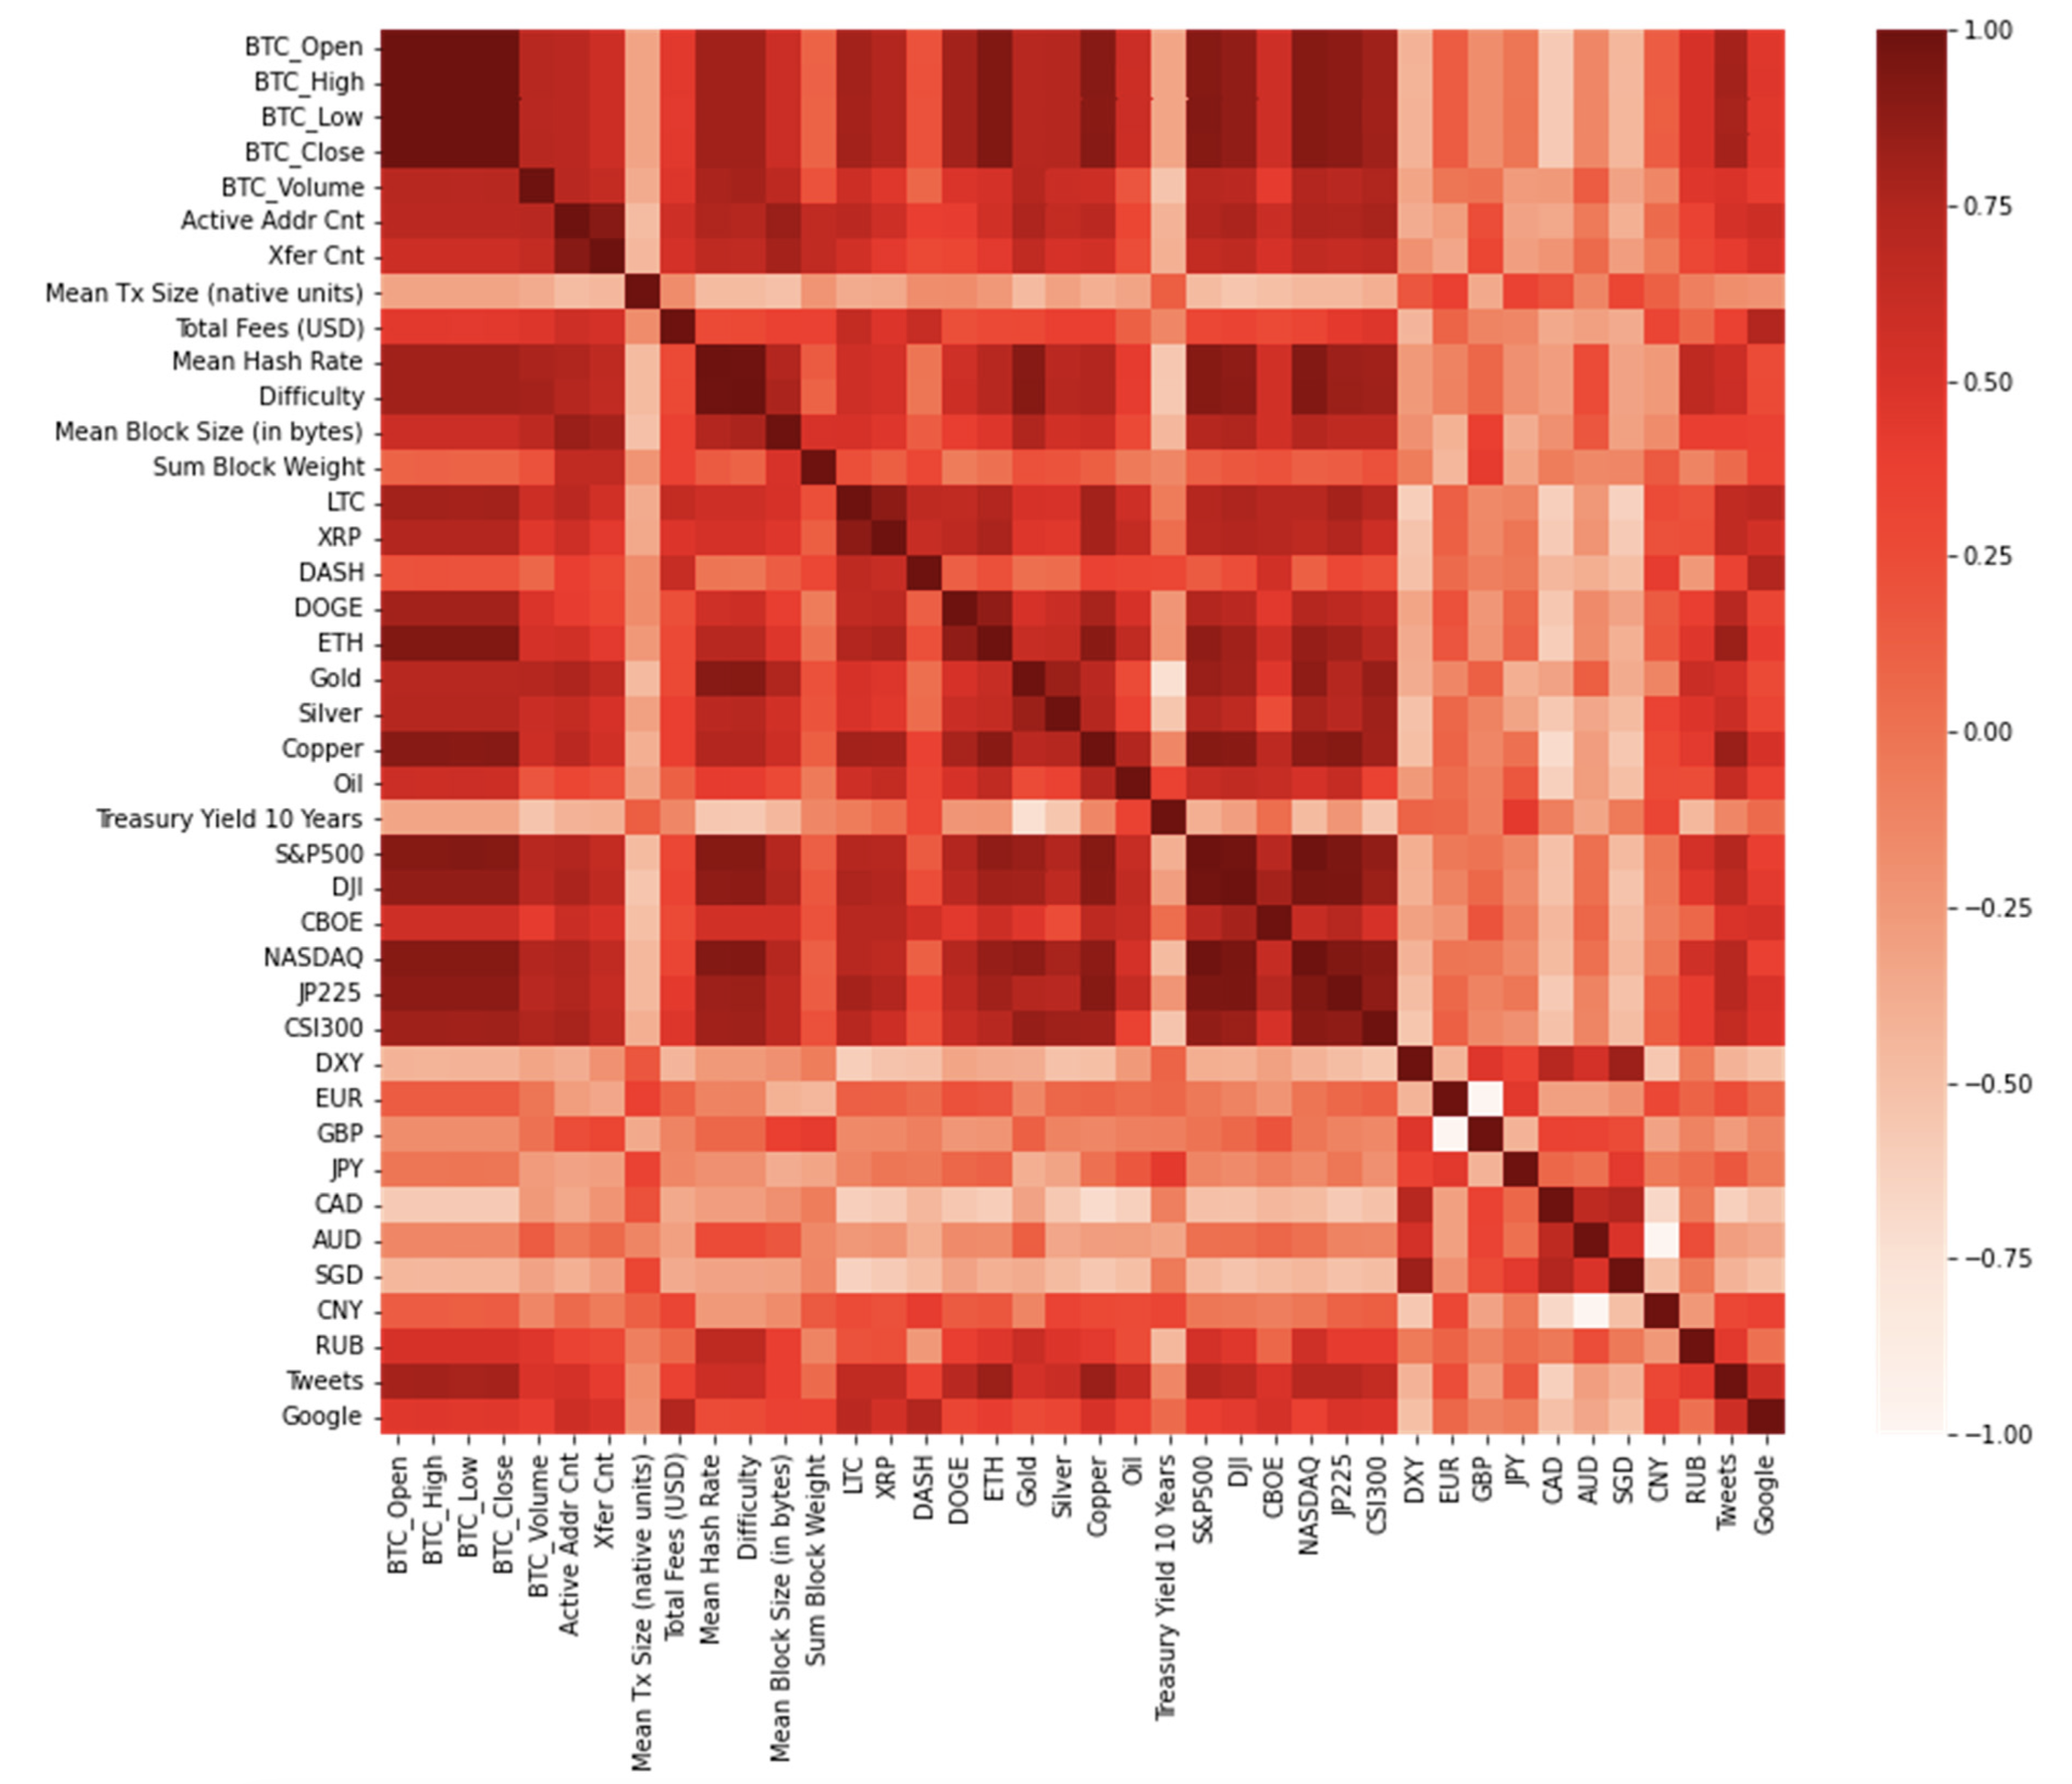 BTC_Open
BTC_High
BTC_Low
BTC_Close
BTC_Volume
Active Addr Cnt
Xfer Cnt
Mean Tx Size (native units)
Total Fees (USD)
Mean Hash Rate
Difficulty
Mean Block Size (in bytes)
Sum Block Weight
LTC
XRP
DASH
DOGE
ETH
Gold
Silver
Copper
Oil
Treasury Yield 10 Years
S&P500
DJI
CBOE
NASDAQ
JP225
CSI300
DXY
EUR
GBP
JPY
CAD
AUD
SGD
CNY
RUB
Tweets
Google
BTC_Open
BTC_High
BTC_Low
BTC_Close
BTC_Volume
Active Addr Cnt
Xfer Cnt
Mean Tx Size (native units)
Total Fees (USD)
Mean Hash Rate
Difficulty
Mean Block Size (in bytes)
Sum Block Weight
LTC
XRP
DASH
DOGE
ETH
Gold
Silver
Copper
Oil
Treasury Yield 10 Years
S&P500
DJI
CBOE
NASDAQ
JP225
CSI300
DXY
EUR
GBP
JPY
CAD
AUD
SGD
CNY
RUB
Tweets
Google
1.00
0.75
0.50
0.25
0.00
−0.25
−0.50
−0.75
−1.00